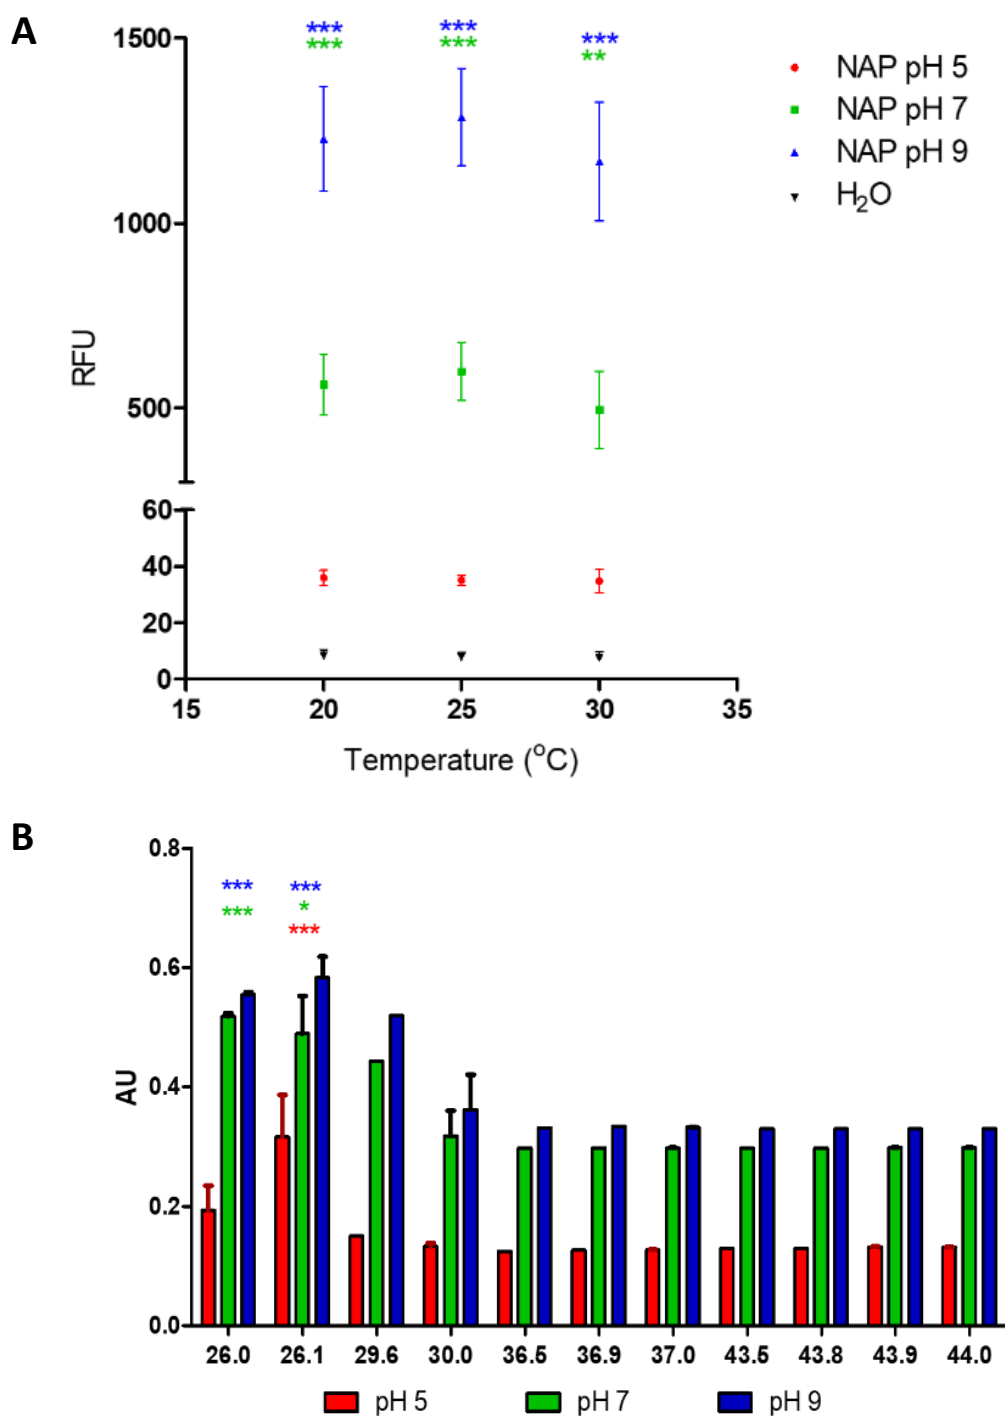 A
1500
1000
500
60
40
20
0
RFU
*** *** ***
*** *** **
NAP pH 5
NAP pH 7
NAP pH 9
H₂O
15 20 25 30 35
Temperature (°C)
B
0.8
0.6
0.4
0.2
0.0
AU
*** ***
*** *
***
26.0 26.1 29.6 30.0 36.5 36.9 37.0 43.5 43.8 43.9 44.0
pH 5 pH 7 pH 9